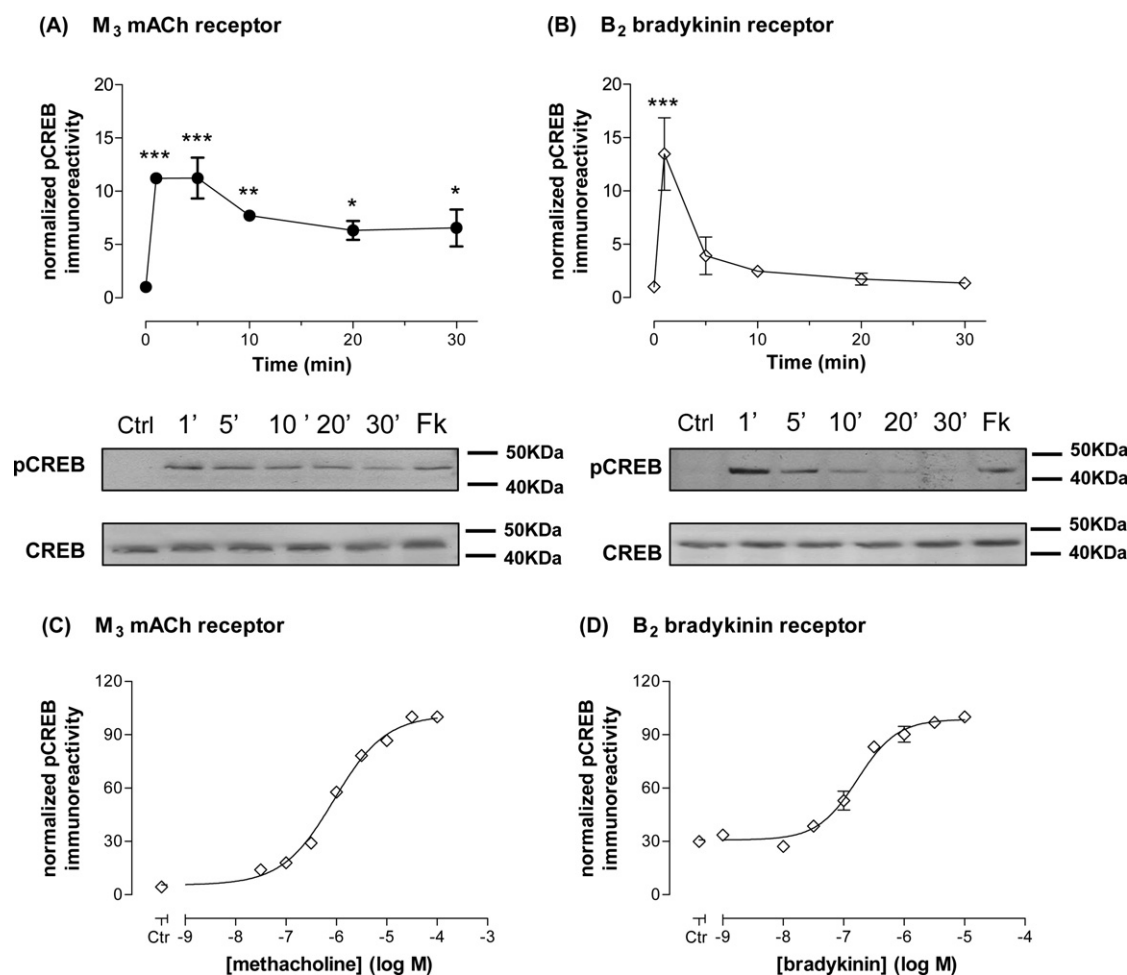 (A) M3 mACh receptor
(B) B2 bradykinin receptor
normalized pCREB
immunoreactivity
20
15
10
5
0
***
***
**
*
*
0 10 20 30
Time (min)
normalized pCREB
immunoreactivity
20
15
10
5
0
***
0 10 20 30
Time (min)
Ctrl 1' 5' 10 ' 20' 30' Fk
pCREB
50KDa
40KDa
CREB
50KDa
40KDa
Ctrl 1' 5' 10' 20' 30' Fk
pCREB
50KDa
40KDa
CREB
50KDa
40KDa
(C) M3 mACh receptor
(D) B2 bradykinin receptor
normalized pCREB
immunoreactivity
120
90
60
30
0
Ctr -9 -8 -7 -6 -5 -4 -3
[methacholine] (log M)
normalized pCREB
immunoreactivity
120
90
60
30
0
Ctr -9 -8 -7 -6 -5 -4
[bradykinin] (log M)